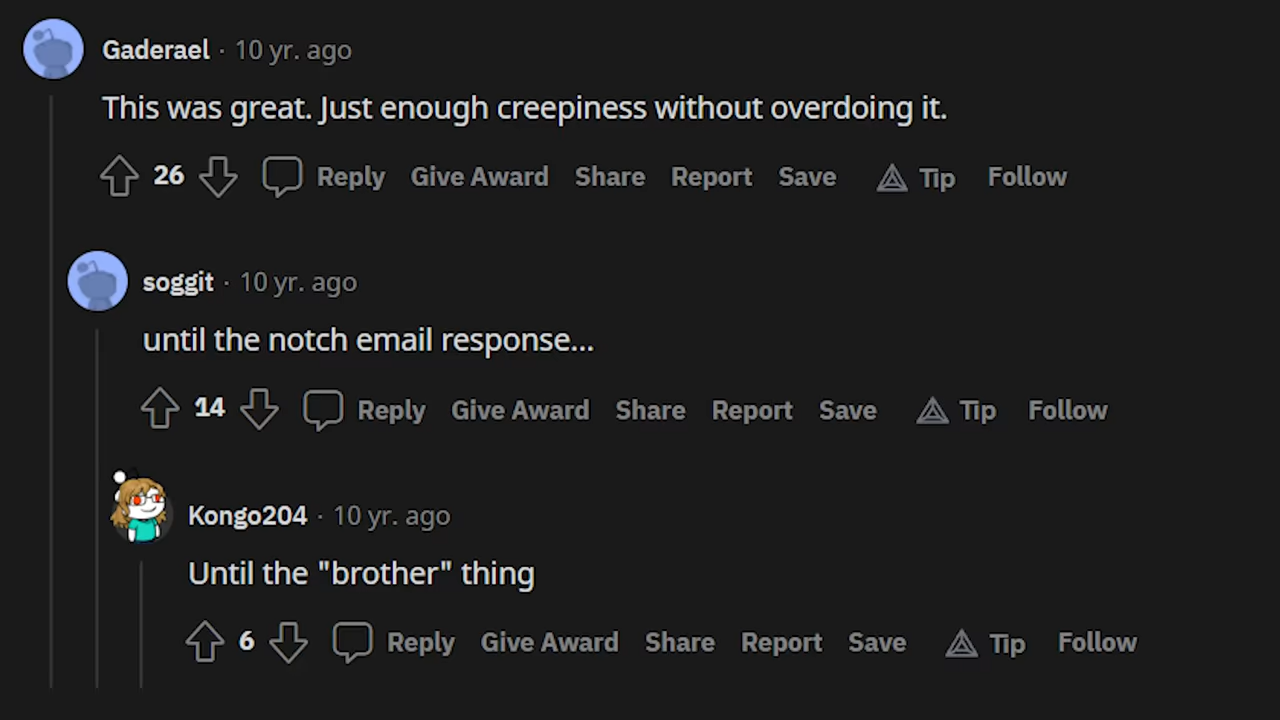 Gaderael · 10 yr. ago
This was great. Just enough creepiness without overdoing it.
26 Reply Give Award Share Report Save Tip Follow
soggit · 10 yr. ago
until the notch email response...
14 Reply Give Award Share Report Save Tip Follow
Kongo204 · 10 yr. ago
Until the "brother" thing
6 Reply Give Award Share Report Save Tip Follow